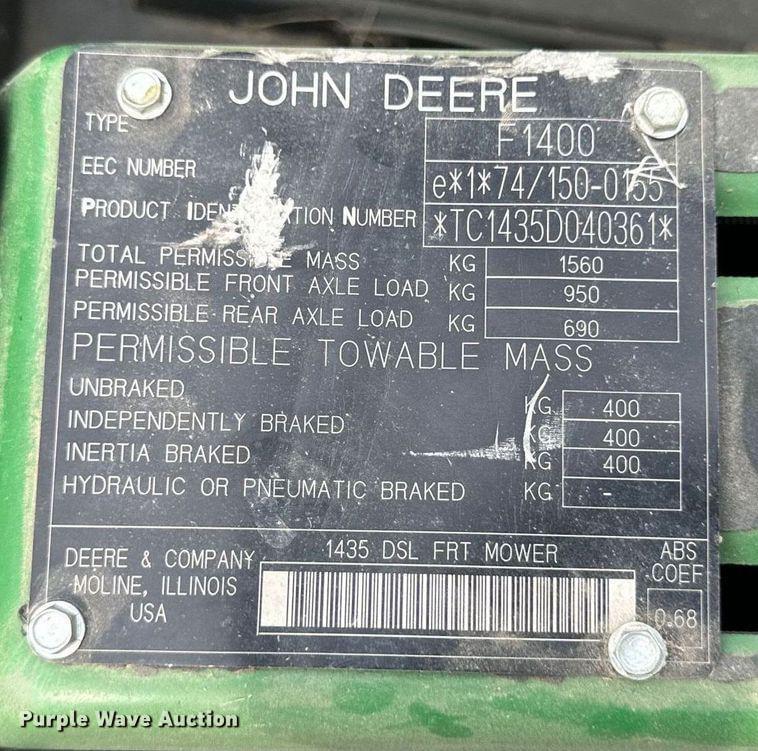 JOHN DEERE
TYPE F1400
EEC NUMBER e*1*74/150-0155
PRODUCT IDENTIFICATION NUMBER *TC1435D040361*
TOTAL PERMISSIBLE MASS KG 1560
PERMISSIBLE FRONT AXLE LOAD KG 950
PERMISSIBLE REAR AXLE LOAD KG 690
PERMISSIBLE TOWABLE MASS
UNBRAKED KG 400
INDEPENDENTLY BRAKED KG 400
INERTIA BRAKED KG 400
HYDRAULIC OR PNEUMATIC BRAKED KG -
DEERE & COMPANY
MOLINE, ILLINOIS
USA
1435 DSL FRT MOWER
ABS
COEF
0.68
Purple Wave Auction